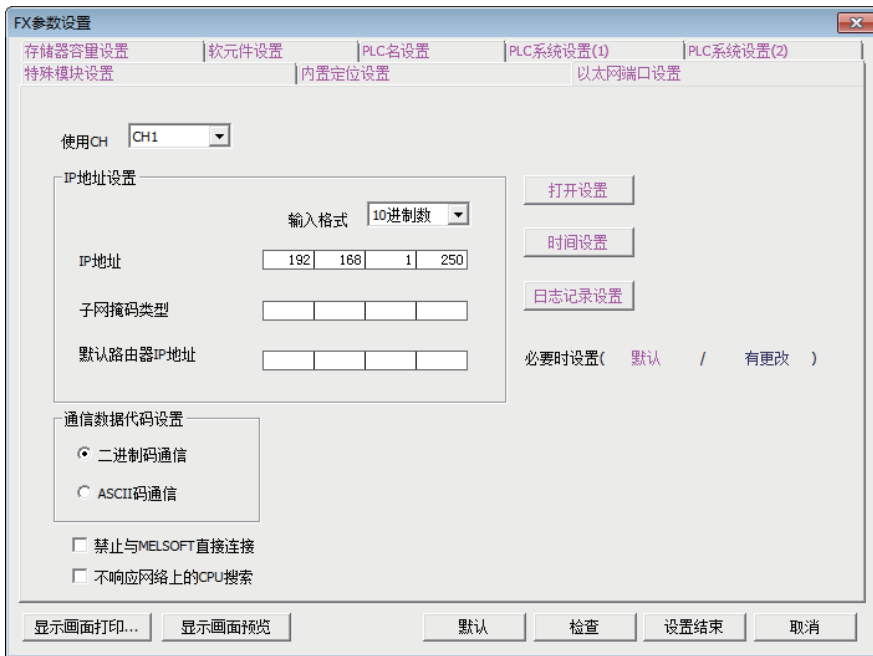 FX参数设置
存储器容量设置 软元件设置 PLC名设置 PLC系统设置(1) PLC系统设置(2)
特殊模块设置 内置定位设置 以太网端口设置
使用CH CH1
IP地址设置
输入格式 10进制数
IP地址 192 168 1 250
子网掩码类型
默认路由器IP地址
打开设置
时间设置
日志记录设置
必要时设置( 默认 / 有更改 )
通信数据代码设置
二进制码通信
ASCII码通信
禁止与MELSOFT直接连接
不响应网络上的CPU搜索
显示画面打印... 显示画面预览 默认 检查 设置结束 取消